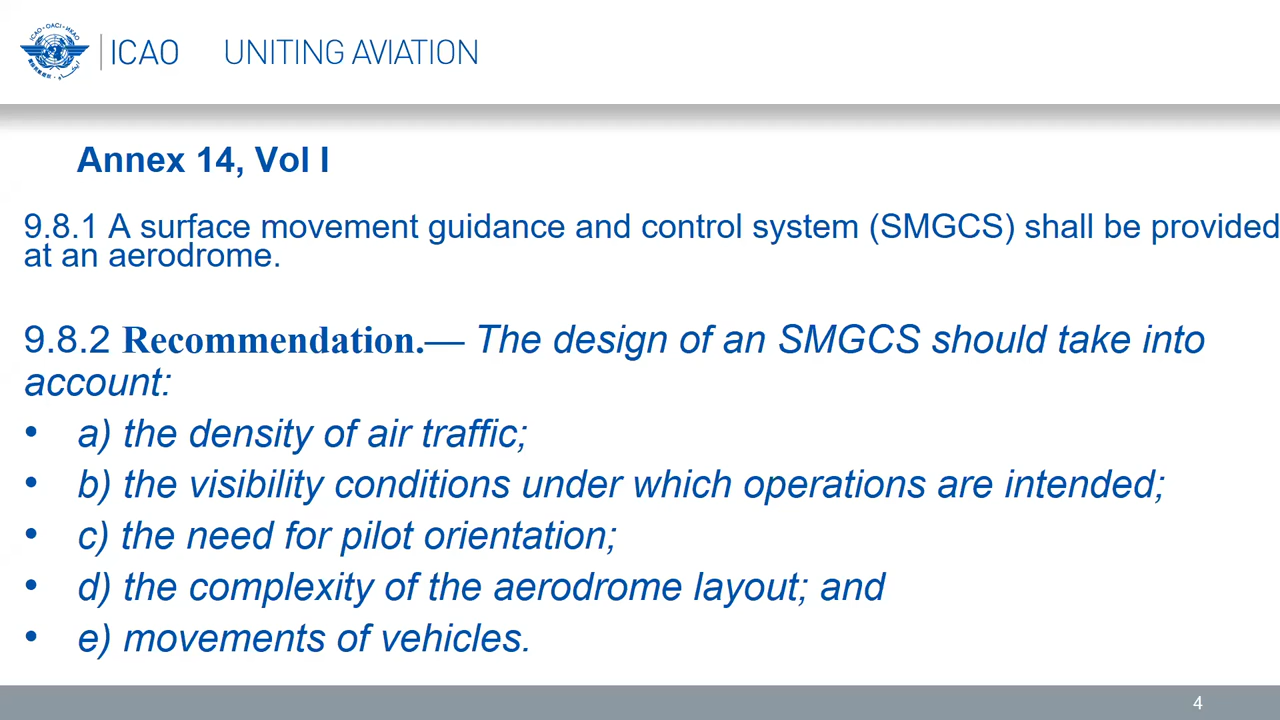 ICAO · OACI · ИКАО
ICAO UNITING AVIATION
Annex 14, Vol I
9.8.1 A surface movement guidance and control system (SMGCS) shall be provided
at an aerodrome.
9.8.2 Recommendation.— The design of an SMGCS should take into
account:
• a) the density of air traffic;
• b) the visibility conditions under which operations are intended;
• c) the need for pilot orientation;
• d) the complexity of the aerodrome layout; and
• e) movements of vehicles.
4